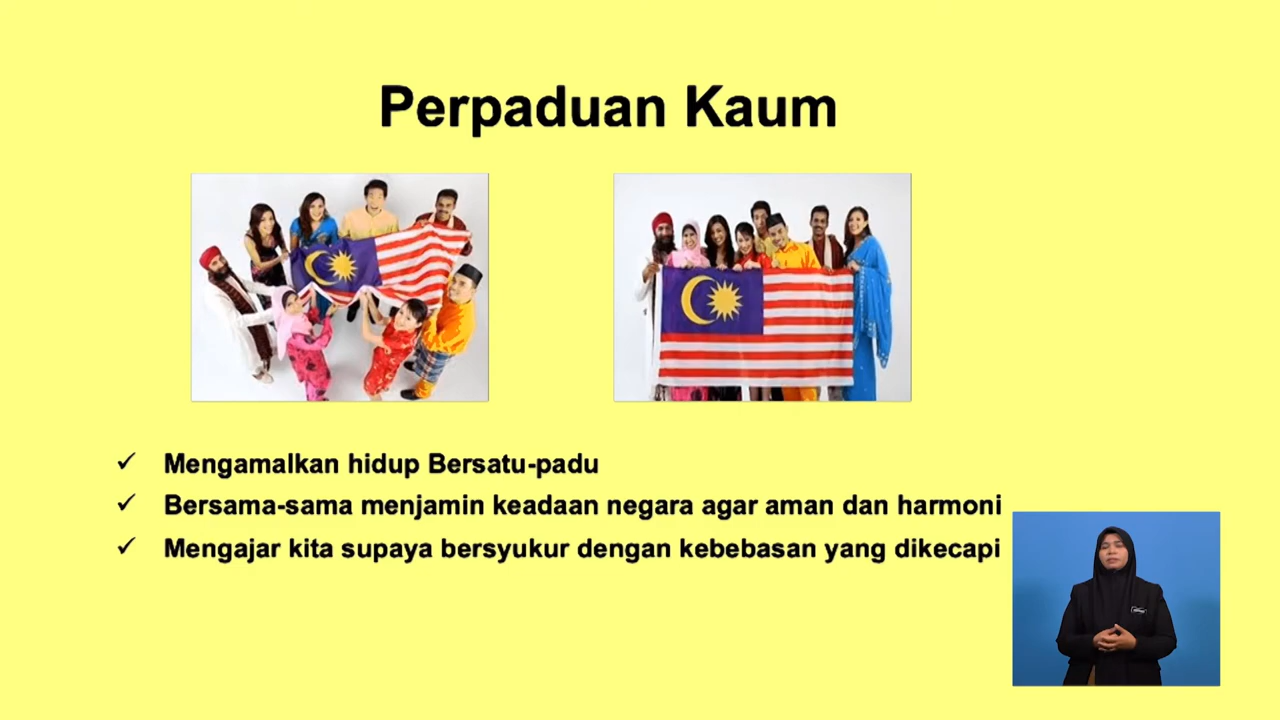 Perpaduan Kaum
Mengamalkan hidup Bersatu-padu
Bersama-sama menjamin keadaan negara agar aman dan harmoni
Mengajar kita supaya bersyukur dengan kebebasan yang dikecapi